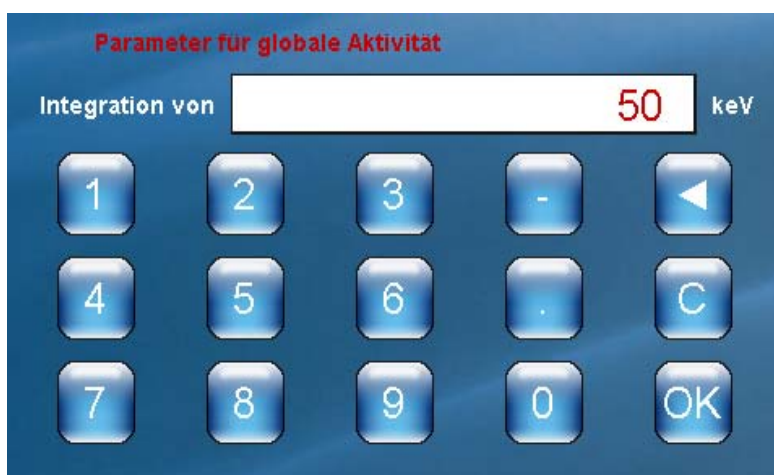 Parameter für globale Aktivität
Integration von 50 keV
1 2 3 - ◄
4 5 6 . C
7 8 9 0 OK